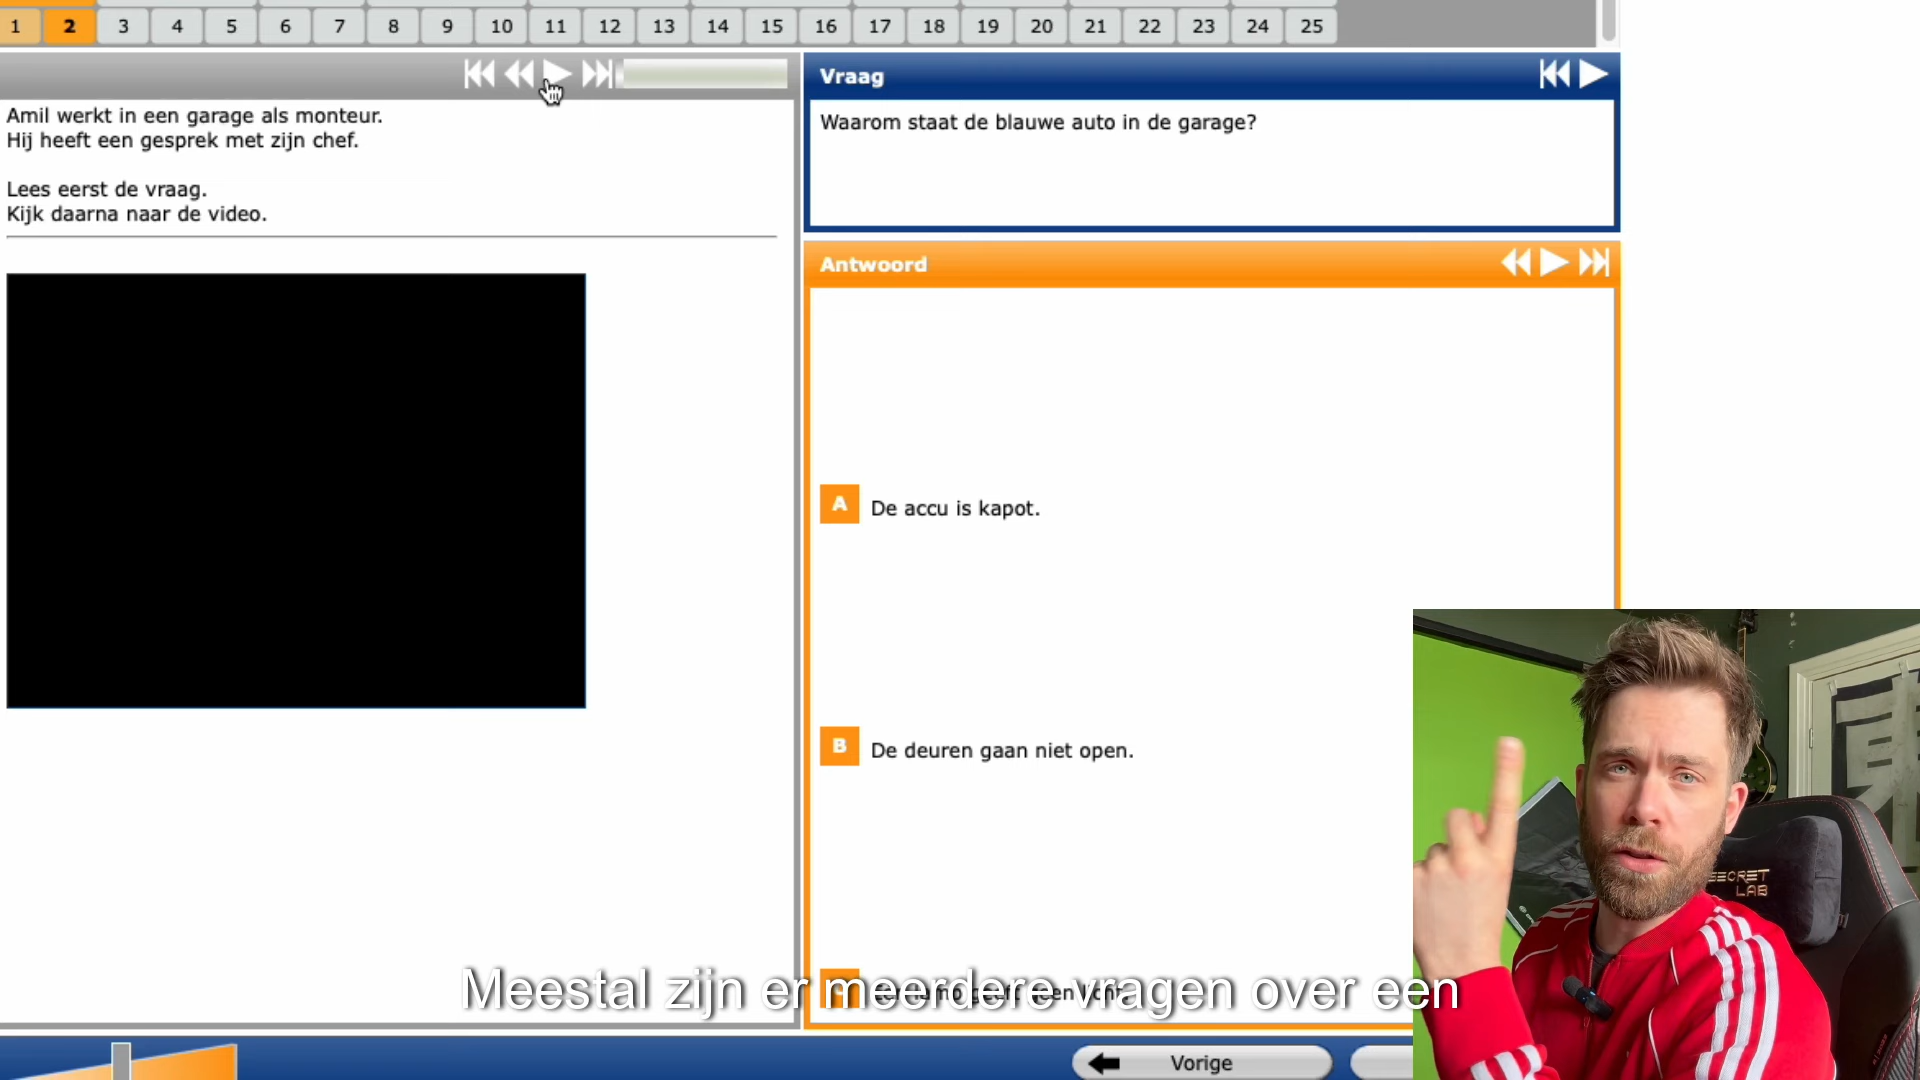 1 2 3 4 5 6 7 8 9 10 11 12 13 14 15 16 17 18 19 20 21 22 23 24 25
Amil werkt in een garage als monteur.
Hij heeft een gesprek met zijn chef.
Lees eerst de vraag.
Kijk daarna naar de video.
Vraag
Waarom staat de blauwe auto in de garage?
Antwoord
A De accu is kapot.
B De deuren gaan niet open.
Meestal zijn er meerdere vragen over een
Vorige
SECRET
LAB